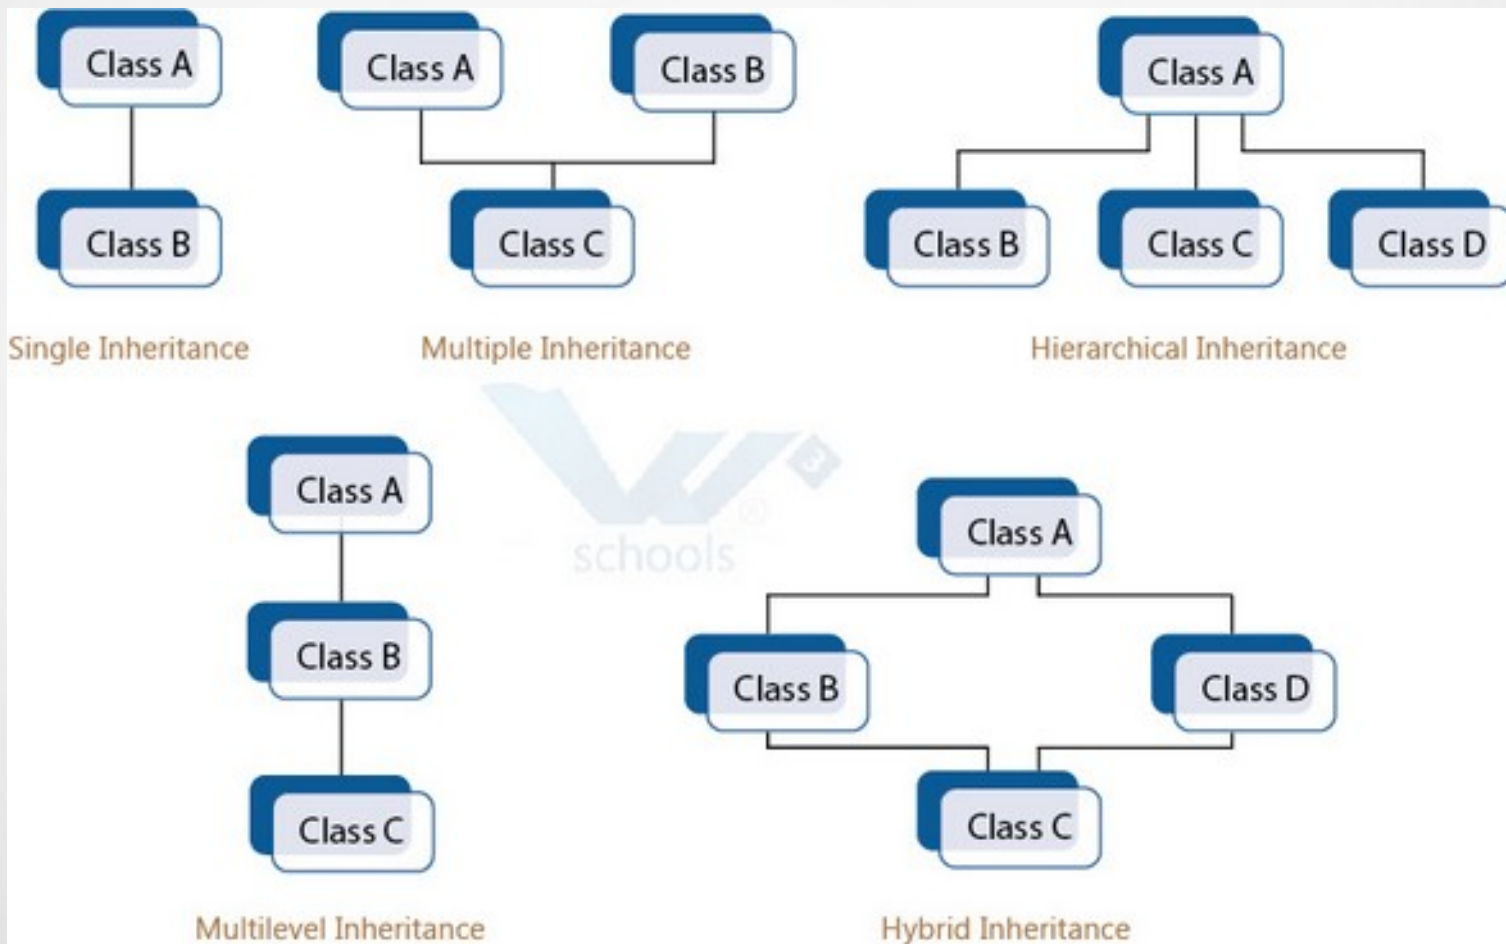 Class A
Class A
Class B
Class A
Class B
Class C
Class B
Class C
Class D
Single Inheritance
Multiple Inheritance
Hierarchical Inheritance
W3
®
schools
Class A
Class B
Class C
Class A
Class B
Class D
Class C
Multilevel Inheritance
Hybrid Inheritance